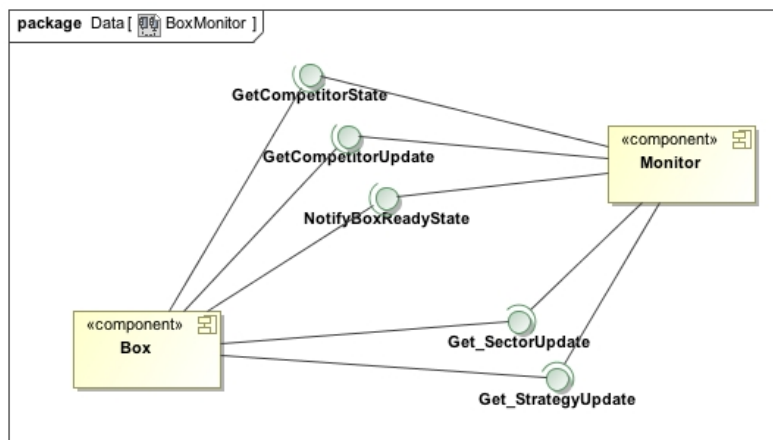 package Data [ BoxMonitor ]
GetCompetitorState
GetCompetitorUpdate
NotifyBoxReadyState
«component»
Monitor
«component»
Box
Get_SectorUpdate
Get_StrategyUpdate